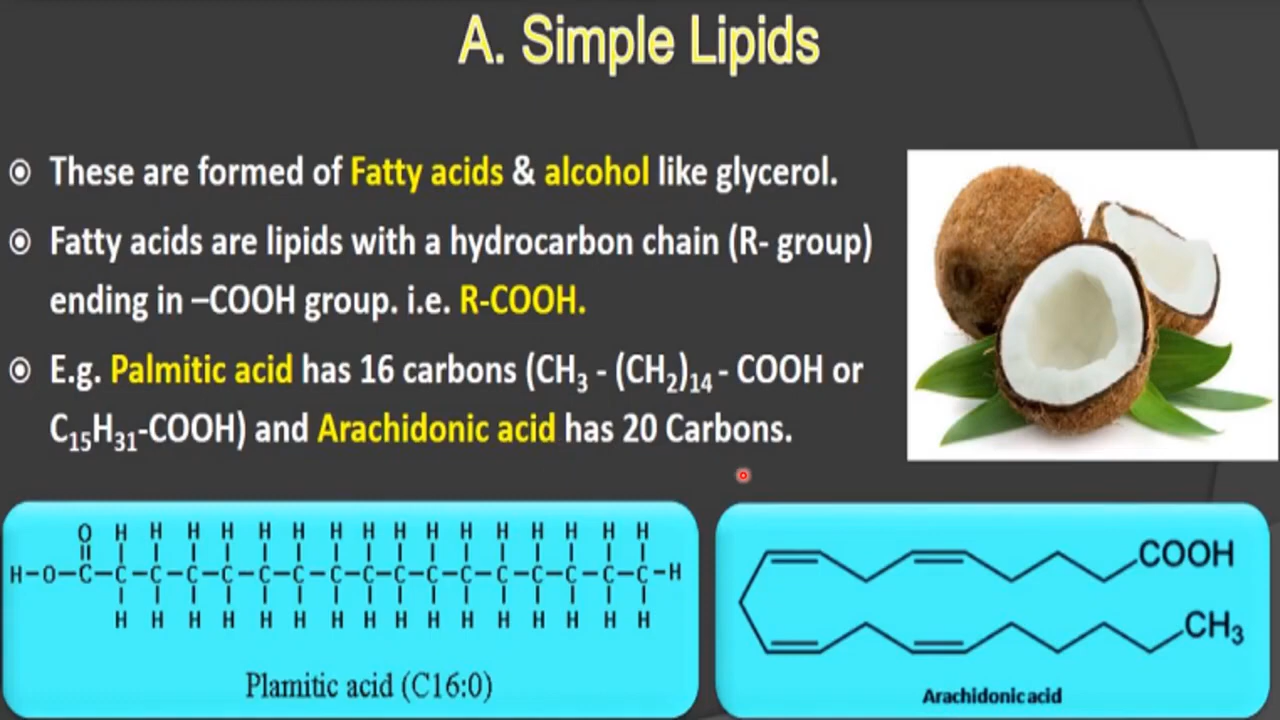 A. Simple Lipids
These are formed of Fatty acids & alcohol like glycerol.
Fatty acids are lipids with a hydrocarbon chain (R- group)
ending in –COOH group. i.e. R-COOH.
E.g. Palmitic acid has 16 carbons (CH₃ - (CH₂)₁₄ - COOH or
C₁₅H₃₁-COOH) and Arachidonic acid has 20 Carbons.
O H H H H H H H H H H H H H H H
H-O-C-C-C-C-C-C-C-C-C-C-C-C-C-C-C-C-H
H H H H H H H H H H H H H H H
Plamitic acid (C16:0)
COOH
CH₃
Arachidonic acid